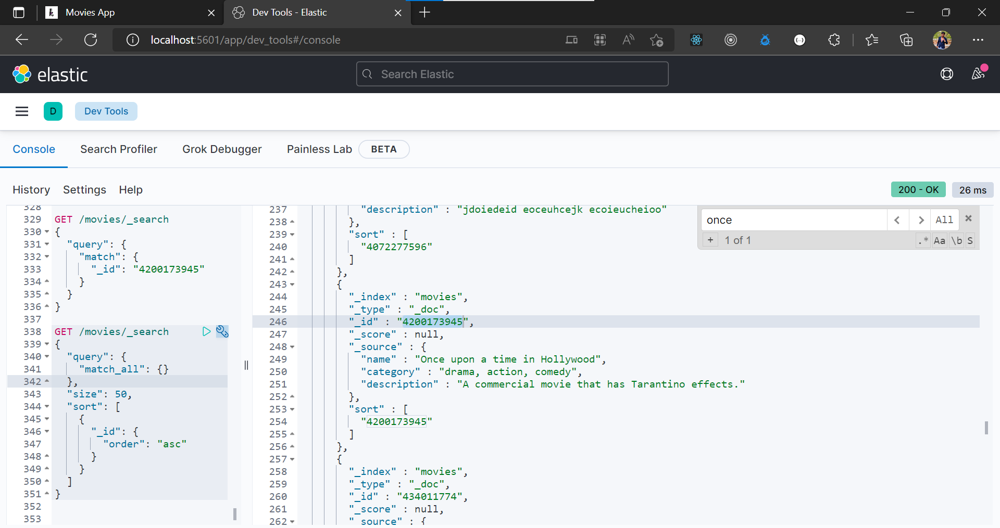 Movies App
Dev Tools - Elastic
localhost:5601/app/dev_tools#/console
elastic
Search Elastic
D
Dev Tools
Console
Search Profiler
Grok Debugger
Painless Lab
BETA
History
Settings
Help
200 - OK
26 ms
328
329 GET /movies/_search
330 {
331 "query": {
332 "match": {
333 "_id": "4200173945"
334 }
335 }
336 }
337
338 GET /movies/_search
339 {
340 "query": {
341 "match_all": {}
342 },
343 "size": 50,
344 "sort": [
345 {
346 "_id": {
347 "order": "asc"
348 }
349 }
350 ]
351 }
352
353
237 "description" : "jdoiedeid eoceuhcejk ecoieucheioo"
238 },
239 "sort" : [
240 "4072277596"
241 ]
242 },
243 {
244 "_index" : "movies",
245 "_type" : "_doc",
246 "_id" : "4200173945",
247 "_score" : null,
248 "_source" : {
249 "name" : "Once upon a time in Hollywood",
250 "category" : "drama, action, comedy",
251 "description" : "A commercial movie that has Tarantino effects."
252 },
253 "sort" : [
254 "4200173945"
255 ]
256 },
257 {
258 "_index" : "movies",
259 "_type" : "_doc",
260 "_id" : "434011774",
261 "_score" : null,
262 "_source" : {
once
All
+ 1 of 1
.* Aa \b S